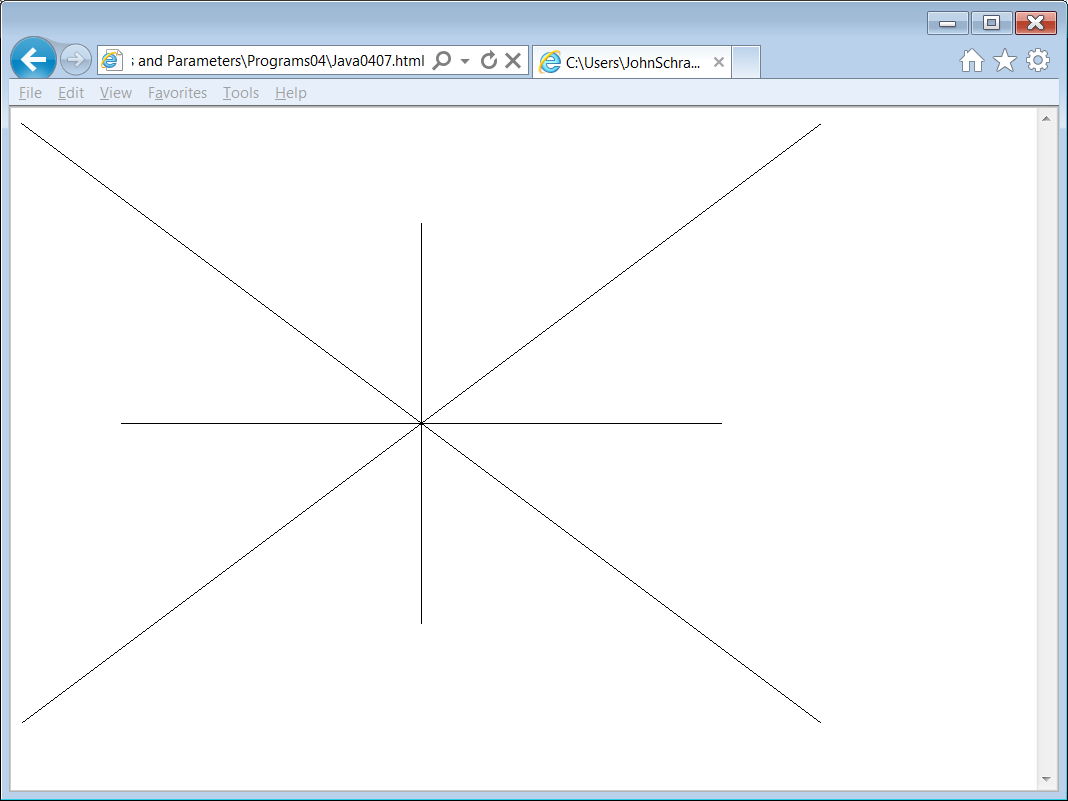 s and Parameters\Programs04\Java0407.html
C:\Users\JohnSchra...
File Edit View Favorites Tools Help